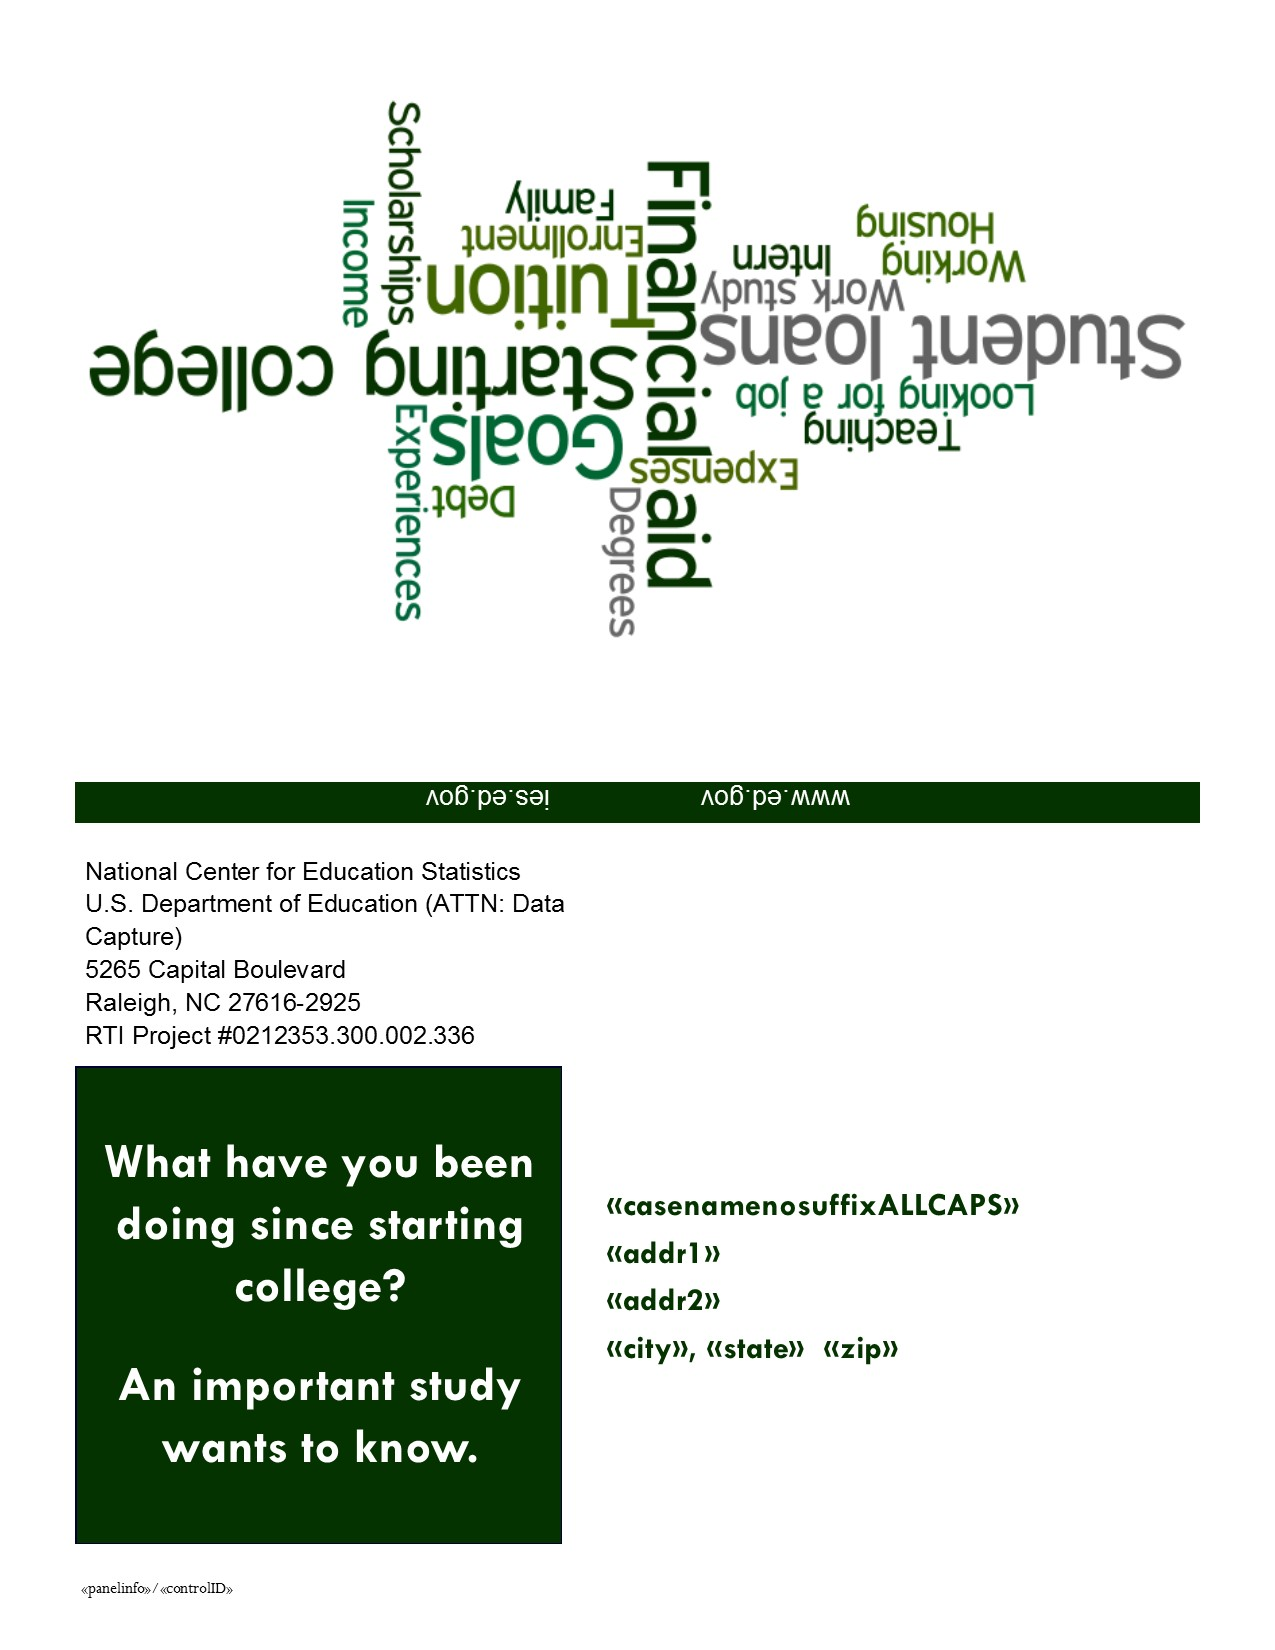 Scholarships
Income
Family
Enrollment
Tuition
Financial aid
Housing
Working
Intern
Work study
Student loans
Starting college
Looking for a job
Teaching
Goals
Expenses
Experiences
Debt
Degrees
ies.ed.gov
www.ed.gov
National Center for Education Statistics
U.S. Department of Education (ATTN: Data
Capture)
5265 Capital Boulevard
Raleigh, NC 27616-2925
RTI Project #0212353.300.002.336
What have you been
doing since starting
college?
An important study
wants to know.
«casenamenosuffixALLCAPS»
«addr1»
«addr2»
«city», «state»  «zip»
«panelinfo»/«controlID»